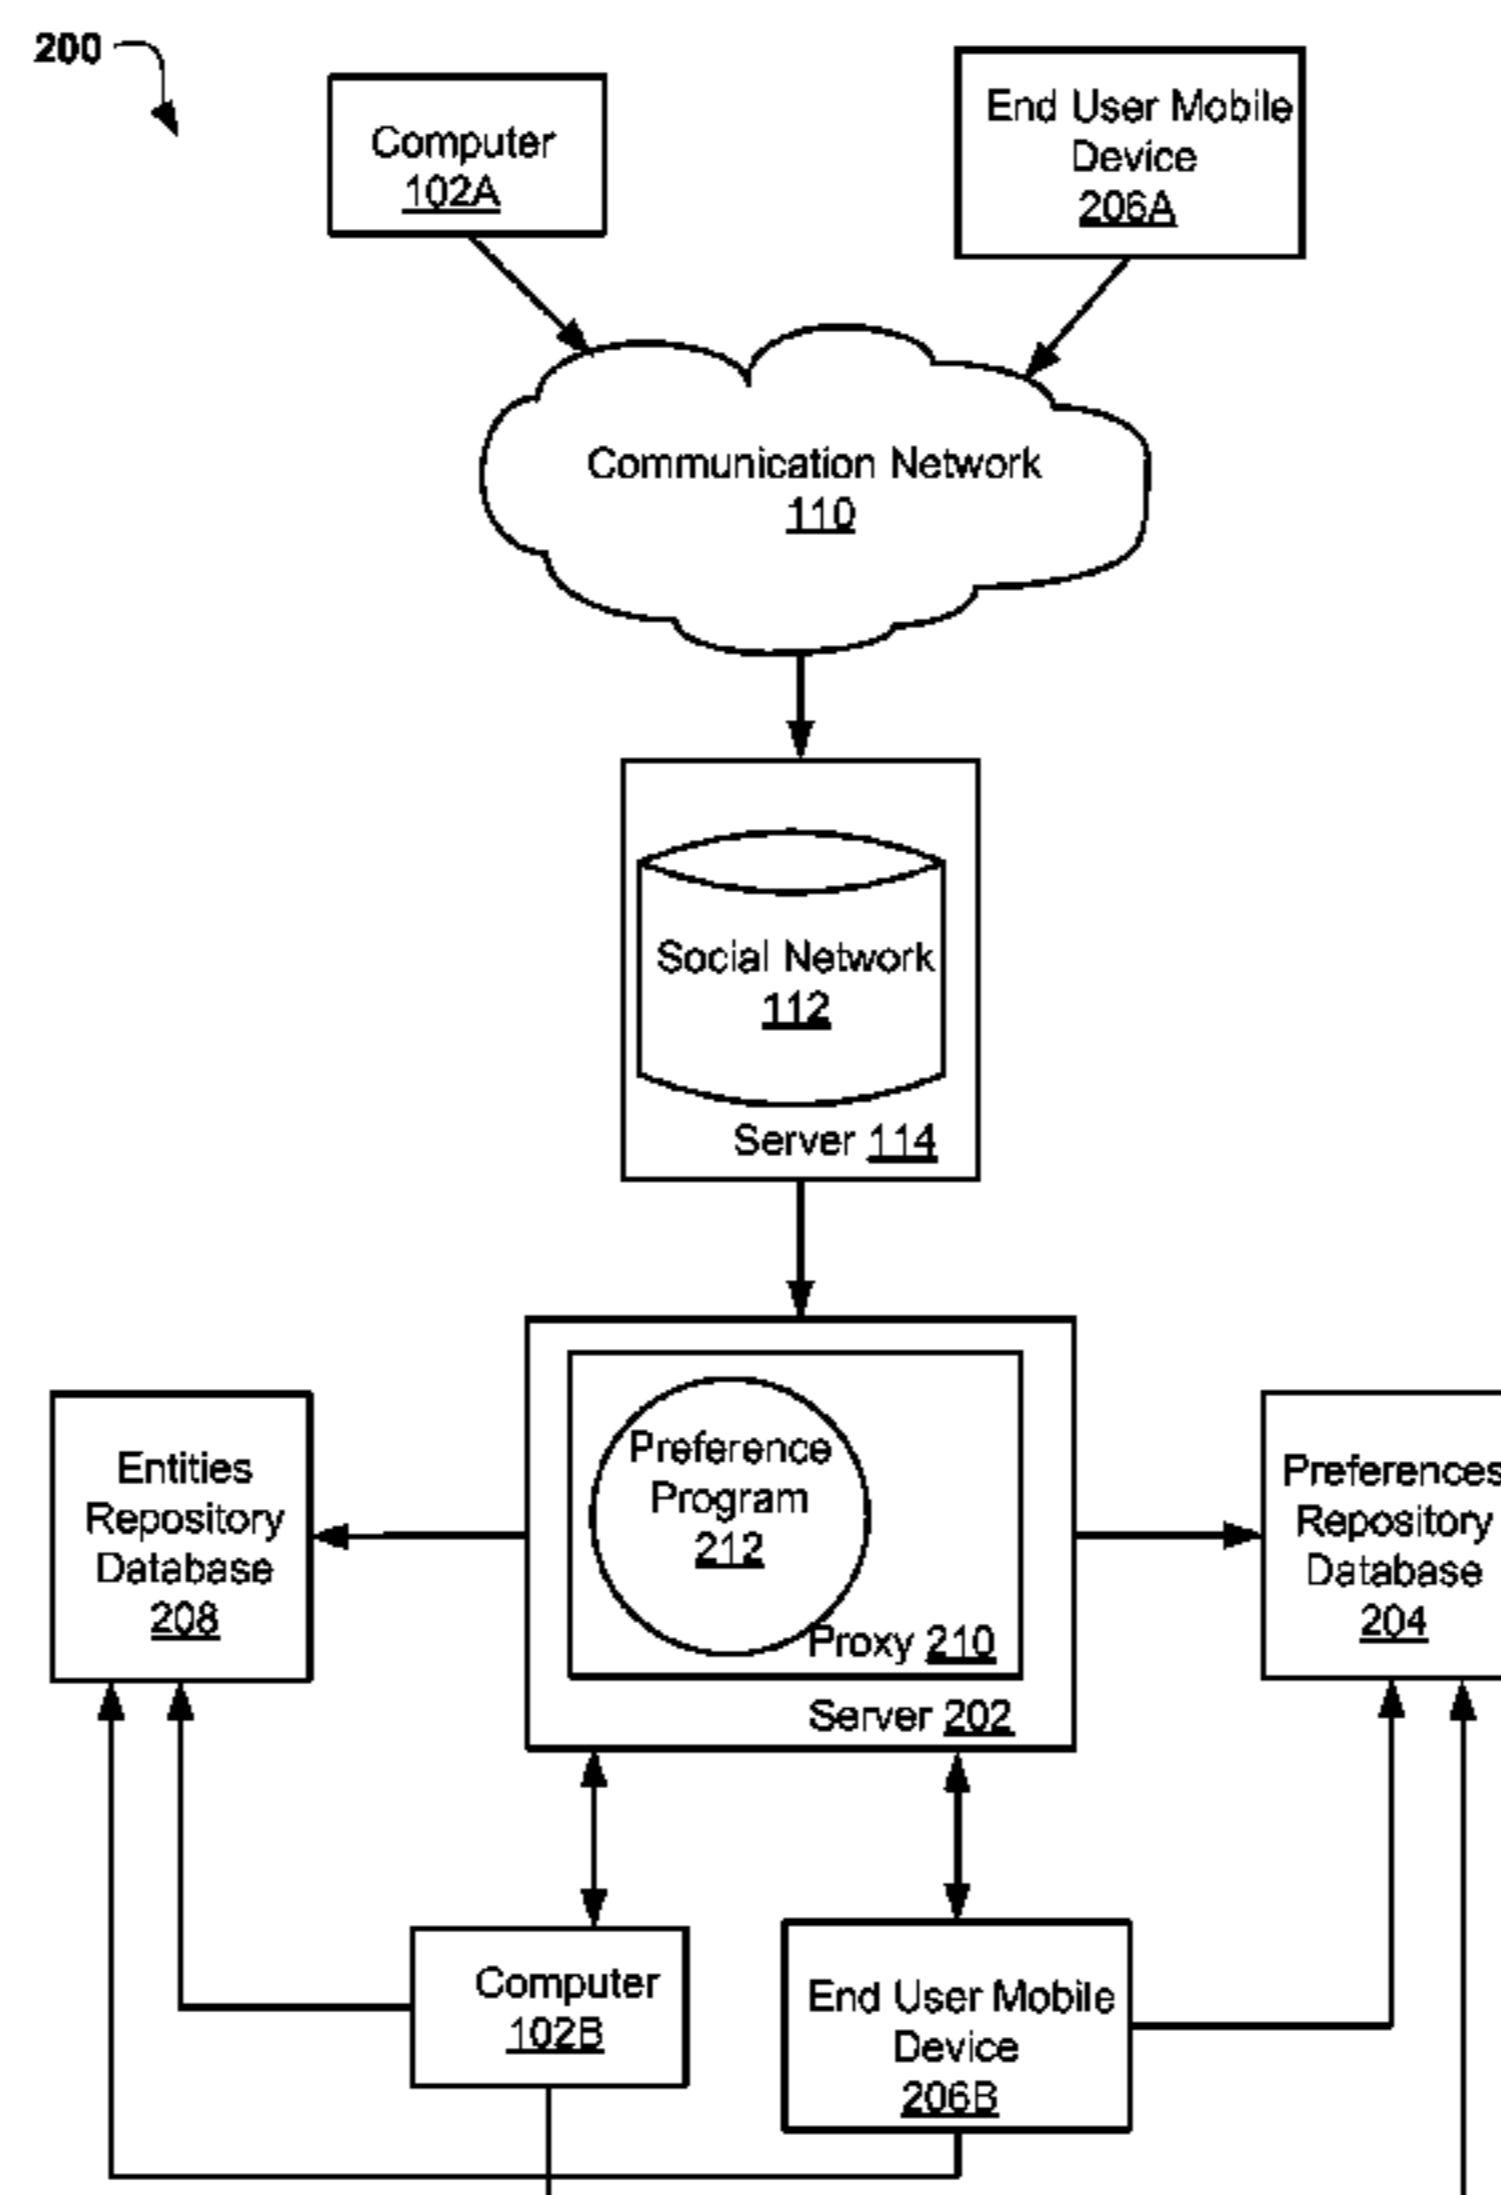 200
Computer
102A
End User Mobile
Device
206A
Communication Network
110
Social Network
112
Server 114
Preference
Program
212
Proxy 210
Server 202
Entities
Repository
Database
208
Preferences
Repository
Database
204
Computer
102B
End User Mobile
Device
206B